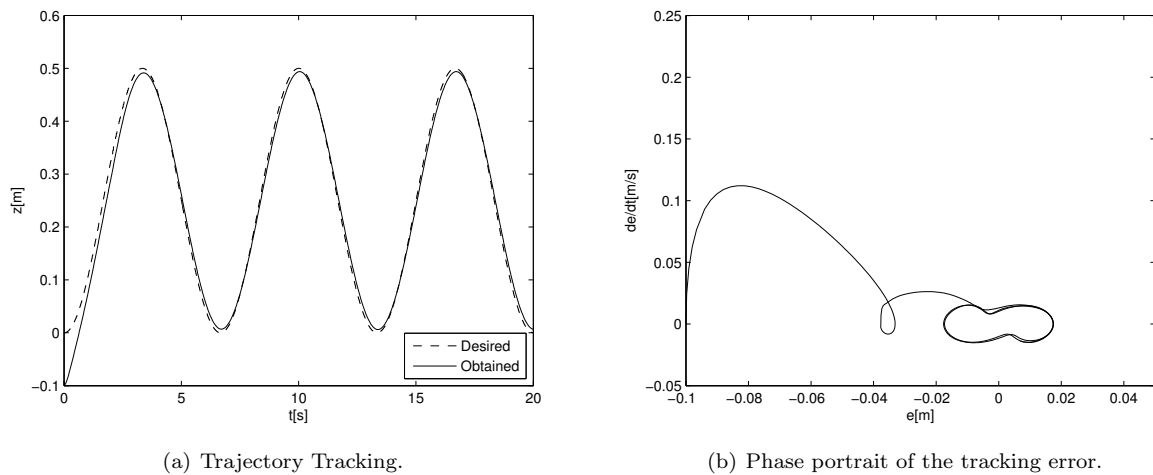 0.6
0.5
0.4
0.3
0.2
0.1
0
−0.1
z[m]
0 5 10 15 20
t[s]
Desired
Obtained
(a) Trajectory Tracking.
0.25
0.2
0.15
0.1
0.05
0
−0.05
de/dt[m/s]
−0.1 −0.08 −0.06 −0.04 −0.02 0 0.02 0.04
e[m]
(b) Phase portrait of the tracking error.